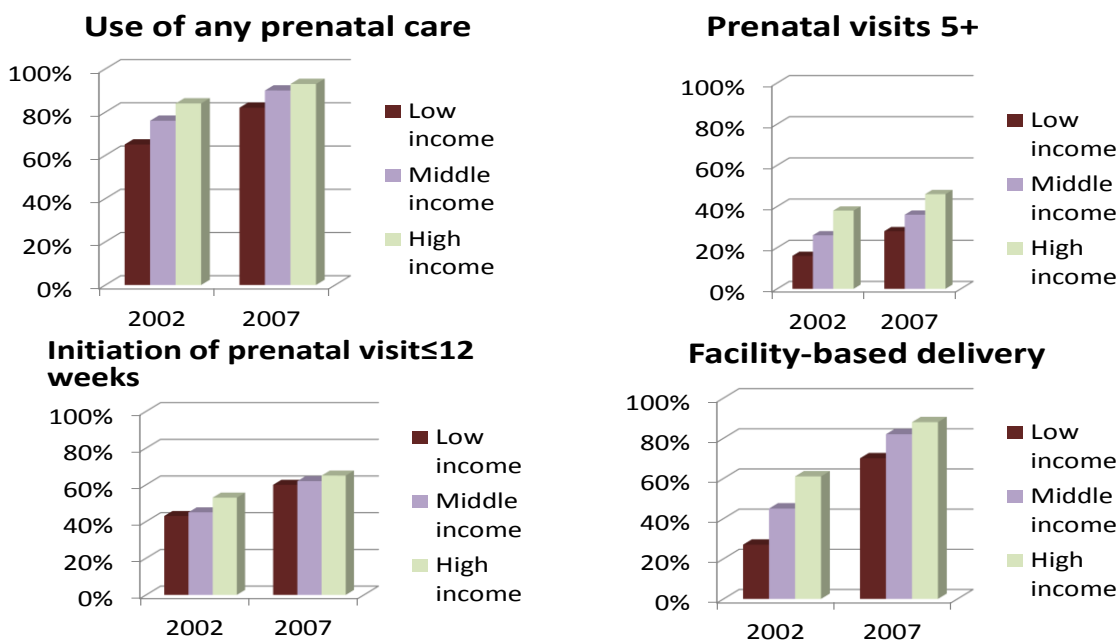 Use of any prenatal care
100%
80%
60%
40%
20%
0%
2002
2007
Low
income
Middle
income
High
income
Prenatal visits 5+
100%
80%
60%
40%
20%
0%
2002
2007
Low
income
Middle
income
High
income
Initiation of prenatal visit≤12
weeks
100%
80%
60%
40%
20%
0%
2002
2007
Low
income
Middle
income
High
income
Facility-based delivery
100%
80%
60%
40%
20%
0%
2002
2007
Low
income
Middle
income
High
income